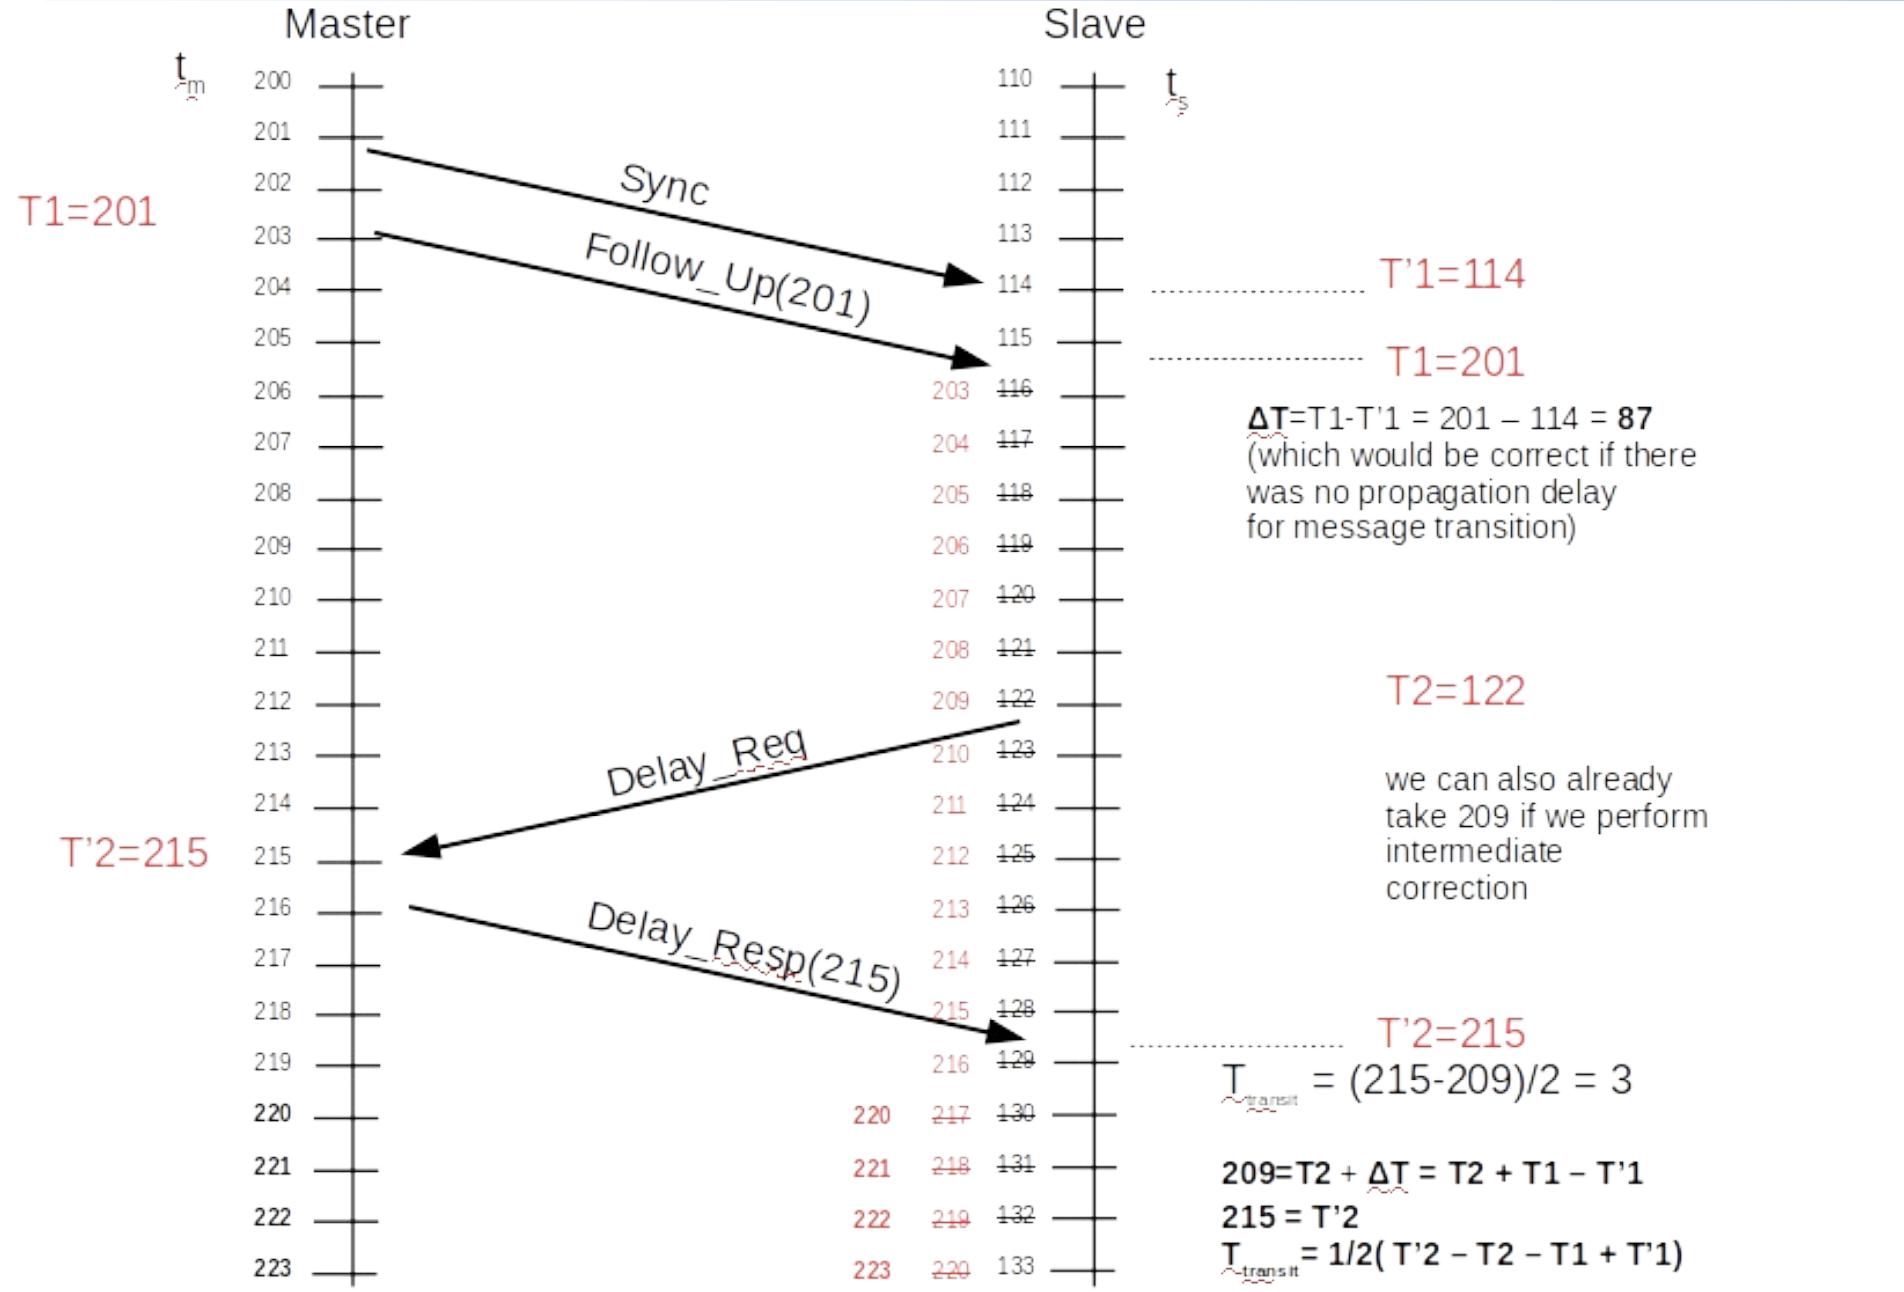 Master
Slave
tm
ts
200
110
201
111
Sync
202
112
T1=201
203
113
Follow_Up(201)
T’1=114
204
114
205
115
T1=201
206
203 116
ΔT=T1-T’1 = 201 – 114 = 87
207
204 117
(which would be correct if there
208
205 118
was no propagation delay
for message transition)
209
206 119
210
207 120
211
208 121
212
209 122
T2=122
213
Delay_Req
210 123
we can also already
214
211 124
take 209 if we perform
T’2=215
215
212 125
intermediate
correction
216
213 126
Delay_Resp(215)
217
214 127
218
215 128
T’2=215
219
216 129
Ttransit = (215-209)/2 = 3
220
220 217 130
221
221 218 131
209=T2 + ΔT = T2 + T1 – T’1
222
222 219 132
215 = T’2
223
223 220 133
Ttransit = 1/2( T’2 – T2 – T1 + T’1)